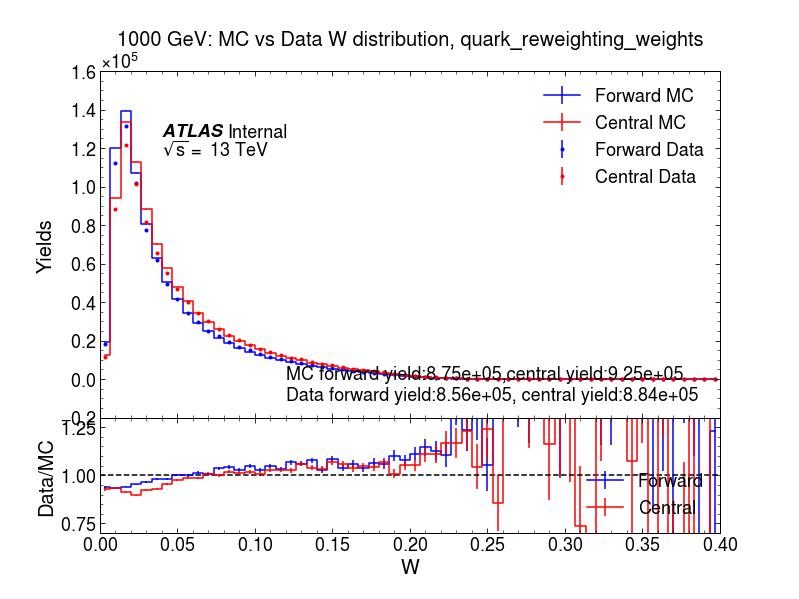 1000 GeV: MC vs Data W distribution, quark_reweighting_weights
×10⁵
1.6
1.4
1.2
1.0
0.8
0.6
0.4
0.2
0.0
0.2
Yields
ATLAS Internal
√s = 13 TeV
Forward MC
Central MC
Forward Data
Central Data
MC forward yield:8.75e+05 central yield:9.25e+05
Data forward yield:8.56e+05, central yield:8.84e+05
1.25
1.00
0.75
Data/MC
Forward
Central
0.00 0.05 0.10 0.15 0.20 0.25 0.30 0.35 0.40
W